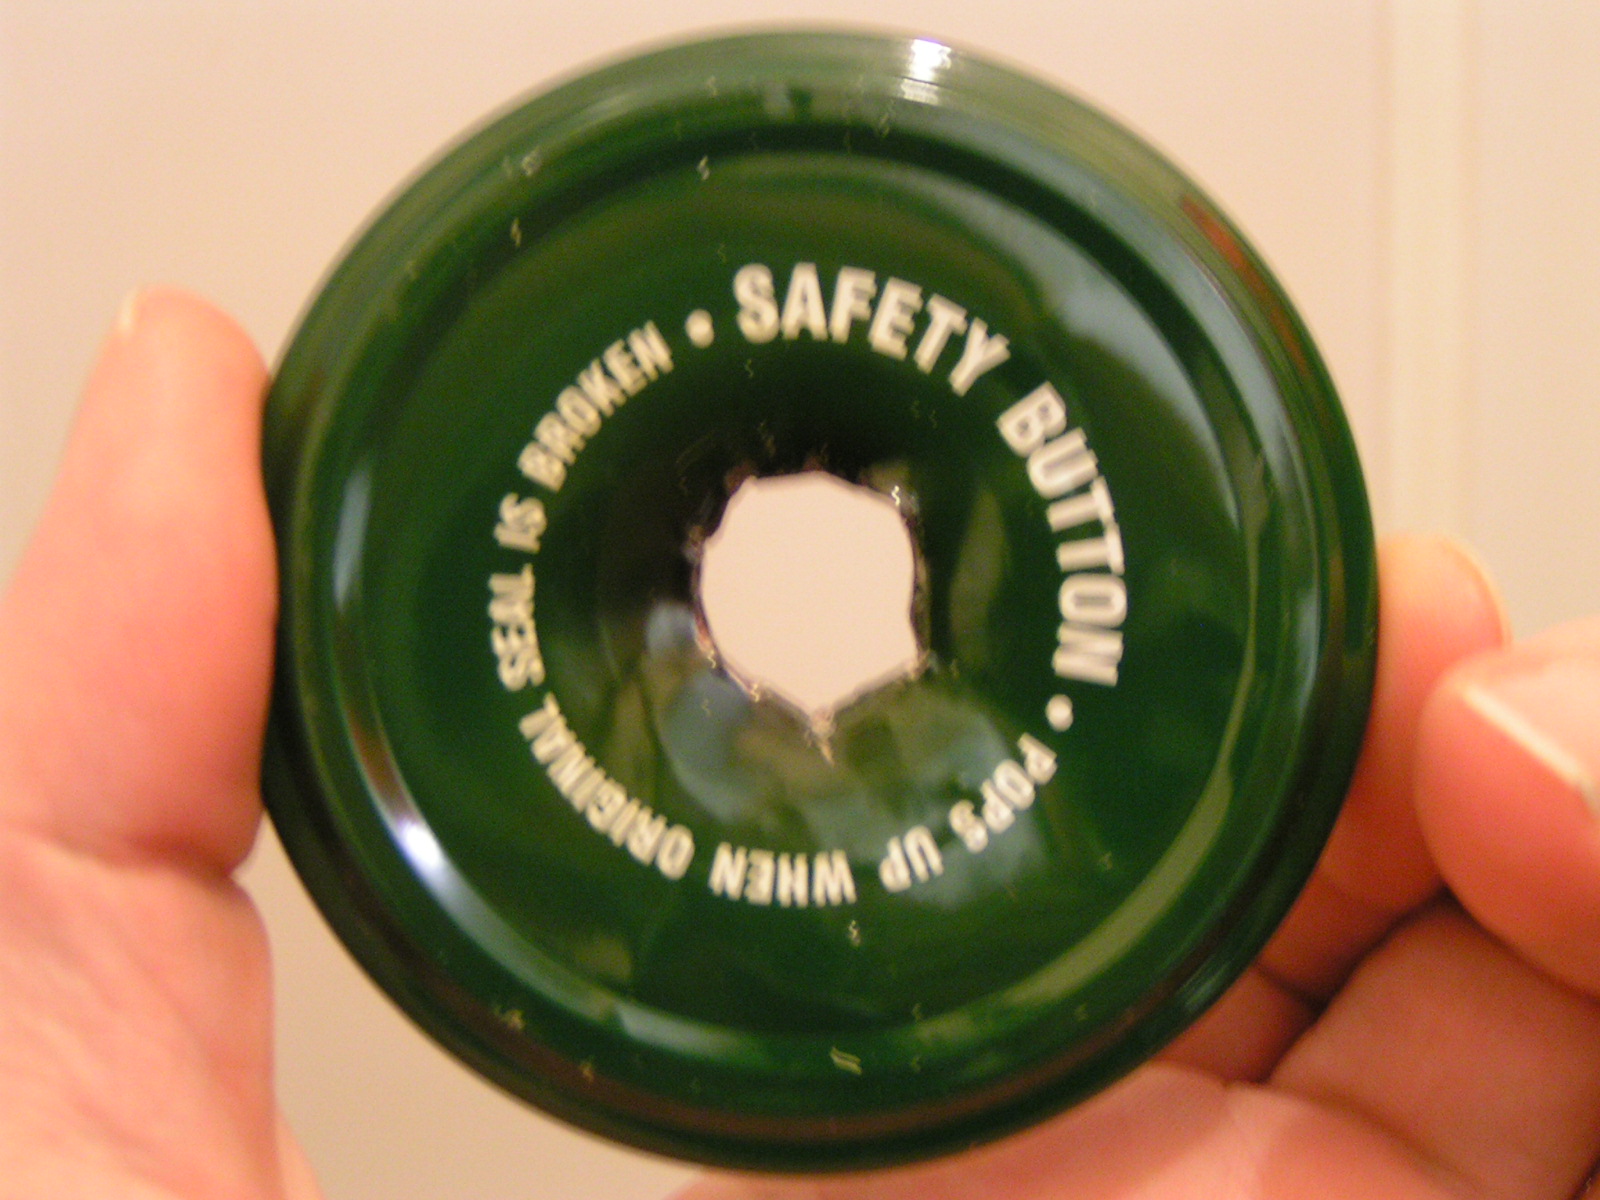 SAFETY BUTTON • POPS UP WHEN ORIGINAL SEAL IS BROKEN •